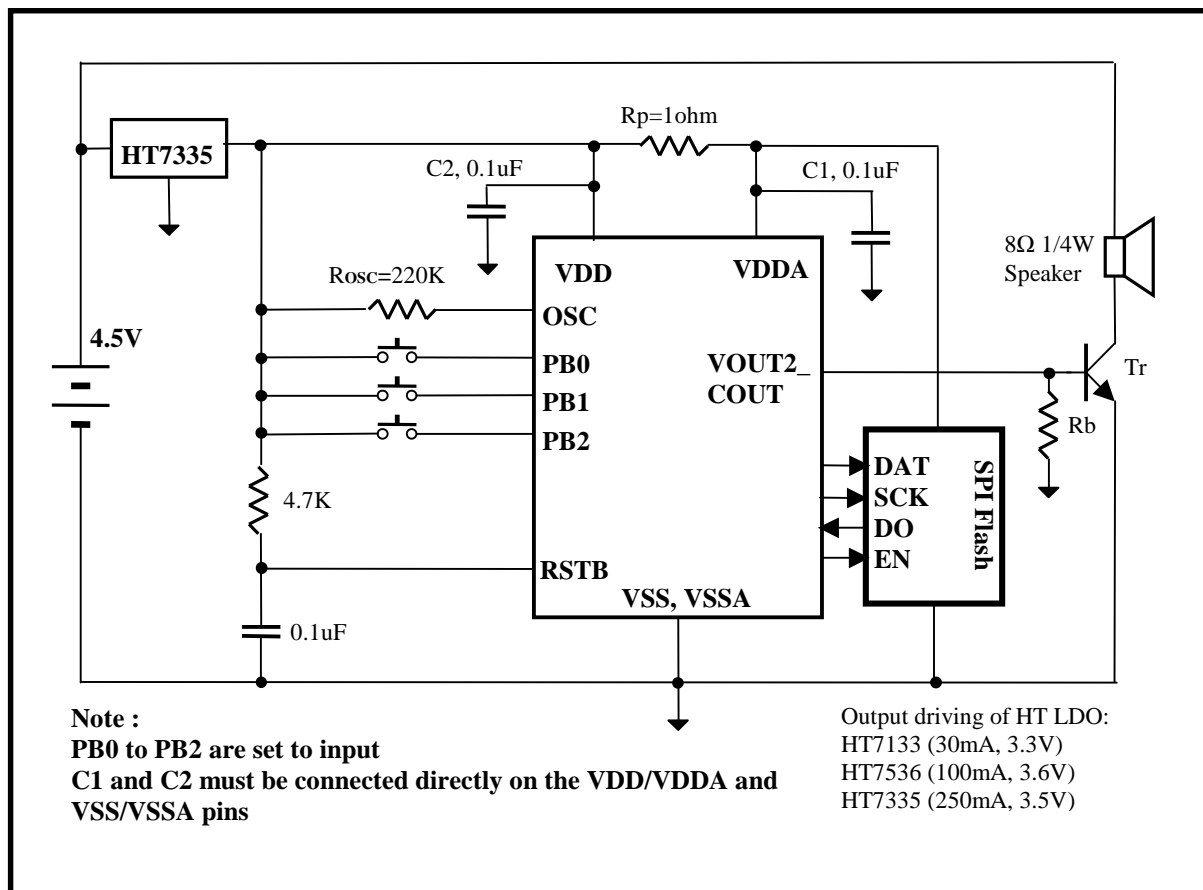 Rp=1ohm
HT7335
C2, 0.1uF
C1, 0.1uF
8Ω 1/4W
Speaker
VDD
VDDA
Rosc=220K
OSC
4.5V
PB0
VOUT2_
COUT
Tr
PB1
Rb
PB2
DAT
SCK
DO
EN
SPI Flash
4.7K
RSTB
VSS, VSSA
0.1uF
Note :
PB0 to PB2 are set to input
C1 and C2 must be connected directly on the VDD/VDDA and
VSS/VSSA pins
Output driving of HT LDO:
HT7133 (30mA, 3.3V)
HT7536 (100mA, 3.6V)
HT7335 (250mA, 3.5V)